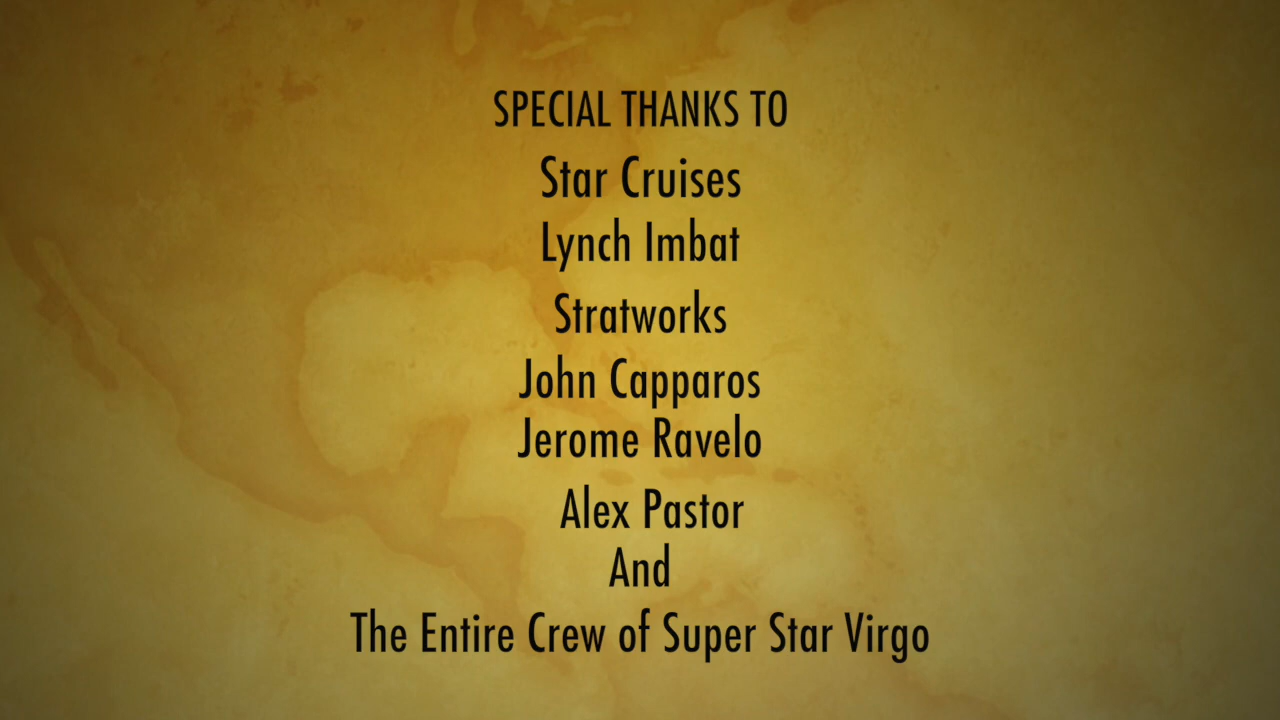 SPECIAL THANKS TO
Star Cruises
Lynch Imbat
Stratworks
John Capparos
Jerome Ravelo
Alex Pastor
And
The Entire Crew of Super Star Virgo